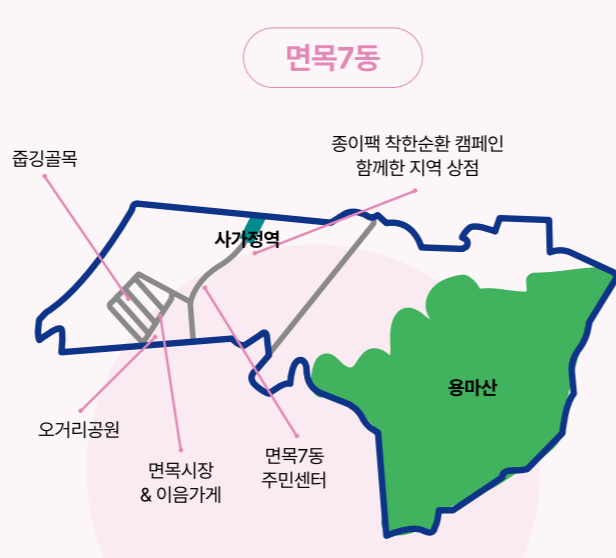 면목7동
줍깅골목
종이팩 착한순환 캠페인
함께한 지역 상점
사가정역
용마산
오거리공원
면목시장
& 이음가게
면목7동
주민센터